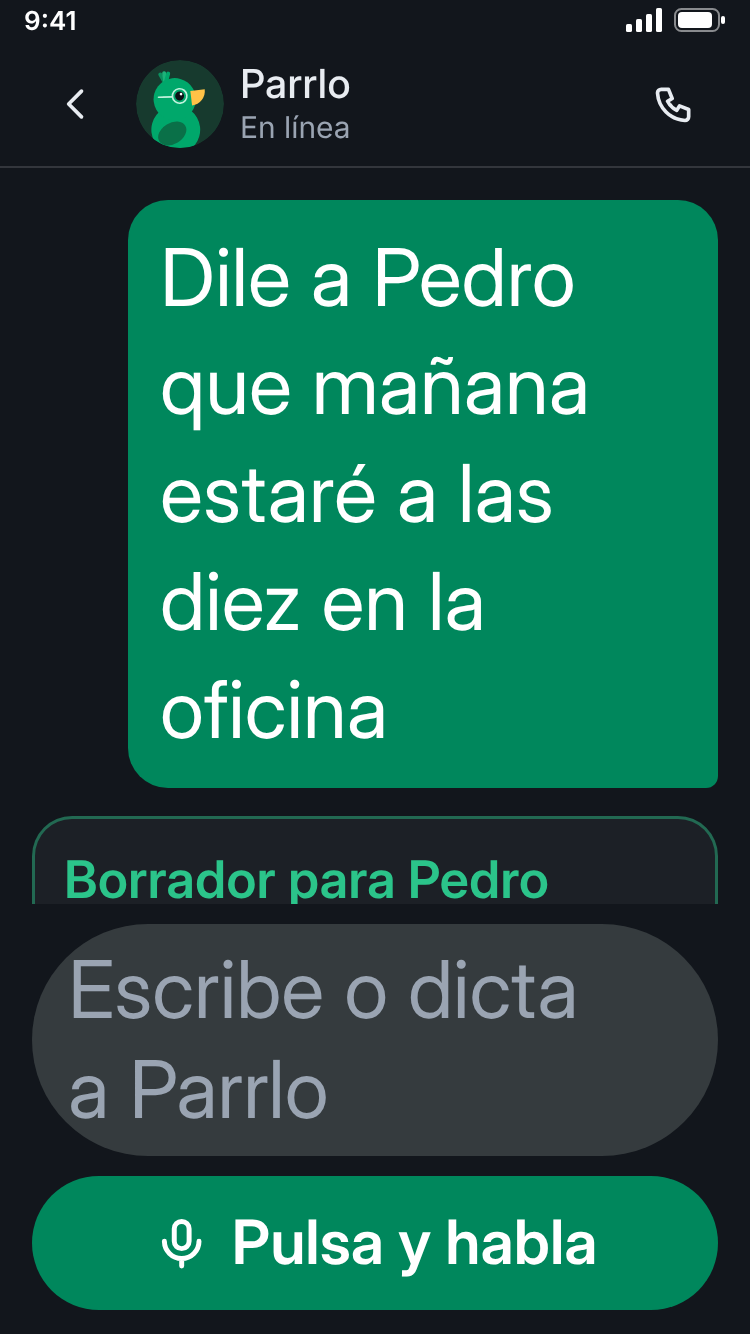 9:41
Parrlo
En línea
Dile a Pedro
que mañana
estaré a las
diez en la
oficina
Borrador para Pedro
Escribe o dicta
a Parrlo
Pulsa y habla